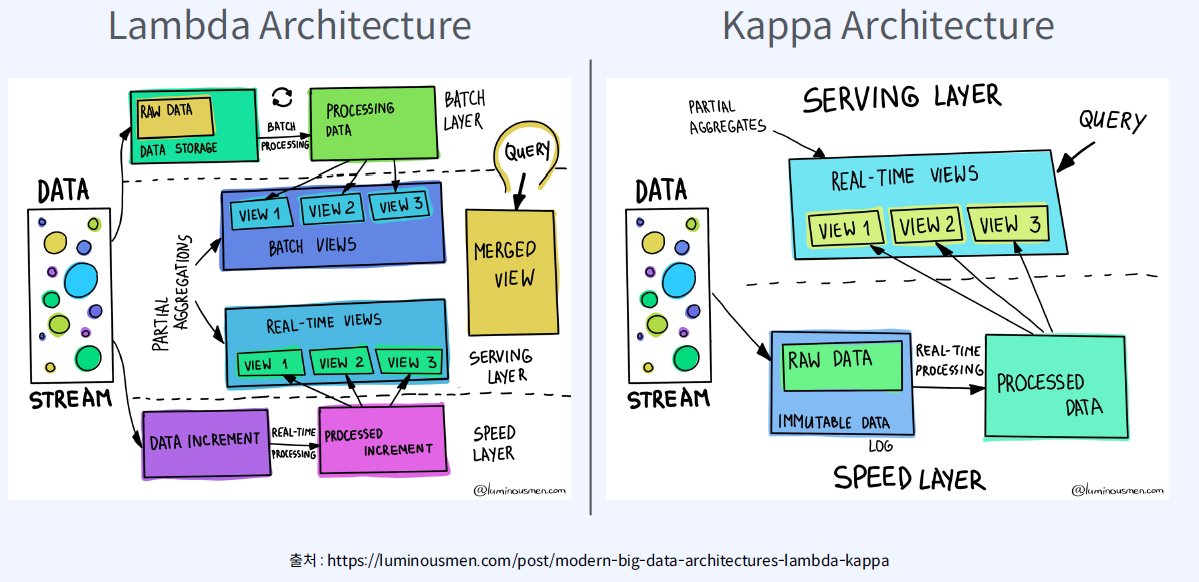 Lambda Architecture
RAW DATA
DATA STORAGE
BATCH
PROCESSING
PROCESSING
DATA
BATCH
LAYER
QUERY
DATA
STREAM
VIEW 1
VIEW 2
VIEW 3
BATCH VIEWS
PARTIAL
AGGREGATIONS
MERGED
VIEW
REAL-TIME VIEWS
VIEW 1
VIEW 2
VIEW 3
SERVING
LAYER
DATA INCREMENT
REAL-TIME
PROCESSING
PROCESSED
INCREMENT
SPEED
LAYER
@luminousmen.com
Kappa Architecture
PARTIAL
AGGREGATES
SERVING LAYER
QUERY
REAL-TIME VIEWS
VIEW 1
VIEW 2
VIEW 3
DATA
STREAM
RAW DATA
IMMUTABLE DATA
LOG
REAL-TIME
PROCESSING
PROCESSED
DATA
SPEED LAYER
@luminousmen.com
출처 : https://luminousmen.com/post/modern-big-data-architectures-lambda-kappa